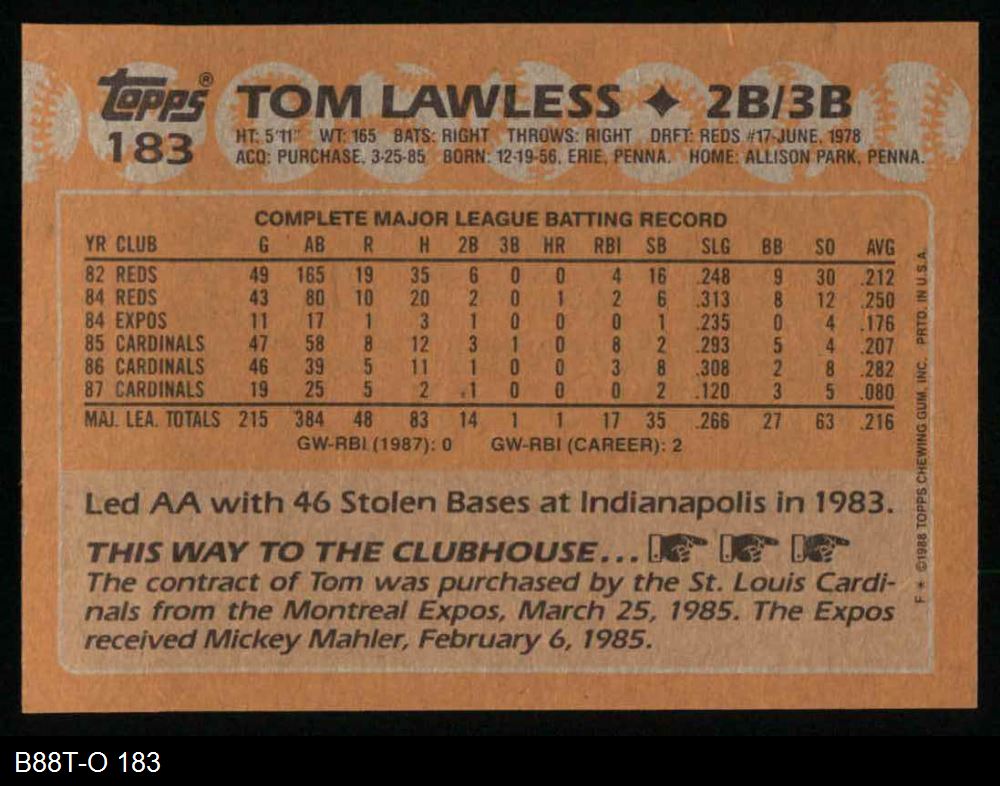 topps®
183
TOM LAWLESS ✦ 2B/3B
HT: 5'11" WT: 165 BATS: RIGHT THROWS: RIGHT DRFT: REDS #17-JUNE, 1978
ACQ: PURCHASE, 3-25-85 BORN: 12-19-56, ERIE, PENNA. HOME: ALLISON PARK, PENNA.
COMPLETE MAJOR LEAGUE BATTING RECORD
YR CLUB G AB R H 2B 3B HR RBI SB SLG BB SO AVG
82 REDS 49 165 19 35 6 0 0 4 16 .248 9 30 .212
84 REDS 43 80 10 20 2 0 1 2 6 .313 8 12 .250
84 EXPOS 11 17 1 3 1 0 0 0 1 .235 0 4 .176
85 CARDINALS 47 58 8 12 3 1 0 8 2 .293 5 4 .207
86 CARDINALS 46 39 5 11 1 0 0 3 8 .308 2 8 .282
87 CARDINALS 19 25 5 2 1 0 0 0 2 .120 3 5 .080
MAJ. LEA. TOTALS 215 384 48 83 14 1 1 17 35 .266 27 63 .216
GW-RBI (1987): 0 GW-RBI (CAREER): 2
Led AA with 46 Stolen Bases at Indianapolis in 1983.
THIS WAY TO THE CLUBHOUSE...
The contract of Tom was purchased by the St. Louis Cardi-
nals from the Montreal Expos, March 25, 1985. The Expos
received Mickey Mahler, February 6, 1985.
F * ©1988 TOPPS CHEWING GUM, INC. PRTD. IN U.S.A.
B88T-O 183